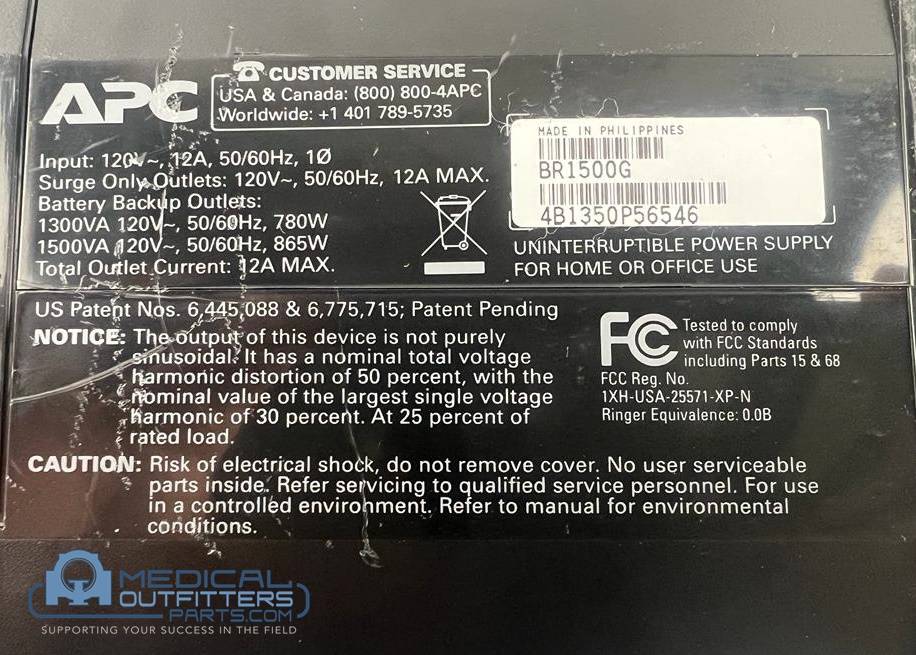 APC
CUSTOMER SERVICE
USA & Canada: (800) 800-4APC
Worldwide: +1 401 789-5735
Input: 120V~, 12A, 50/60Hz, 1Ø
Surge Only Outlets: 120V~, 50/60Hz, 12A MAX.
Battery Backup Outlets:
1300VA 120V~, 50/60Hz, 780W
1500VA 120V~, 50/60Hz, 865W
Total Outlet Current: 12A MAX.
MADE IN PHILIPPINES
BR1500G
4B1350P56546
UNINTERRUPTIBLE POWER SUPPLY
FOR HOME OR OFFICE USE
US Patent Nos. 6,445,088 & 6,775,715; Patent Pending
NOTICE: The output of this device is not purely
sinusoidal. It has a nominal total voltage
harmonic distortion of 50 percent, with the
nominal value of the largest single voltage
harmonic of 30 percent. At 25 percent of
rated load.
FC Tested to comply
with FCC Standards
including Parts 15 & 68
FCC Reg. No.
1XH-USA-25571-XP-N
Ringer Equivalence: 0.0B
CAUTION: Risk of electrical shock, do not remove cover. No user serviceable
parts inside. Refer servicing to qualified service personnel. For use
in a controlled environment. Refer to manual for environmental
conditions.
MEDICAL
OUTFITTERS
PARTS.COM
SUPPORTING YOUR SUCCESS IN THE FIELD